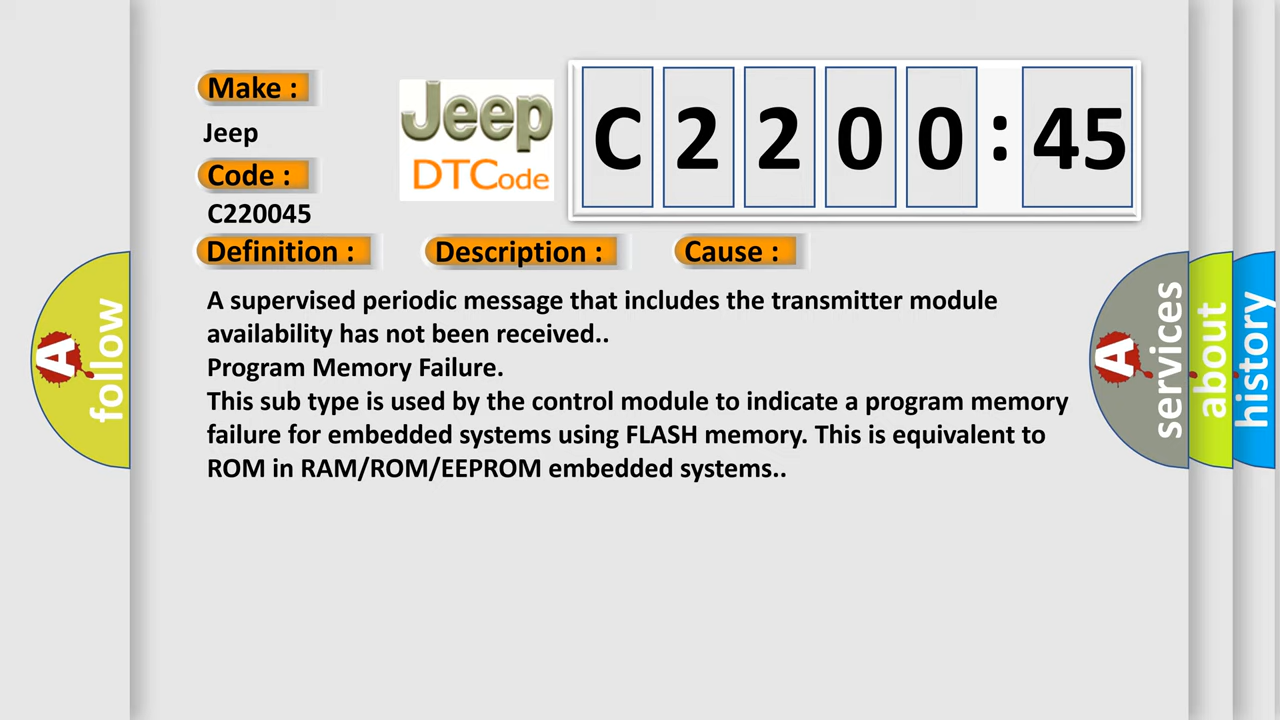 Make :
Jeep
Code :
C220045
Jeep
DTCode
C 2 2 0 0 : 45
Definition :
Description :
Cause :
A supervised periodic message that includes the transmitter module
availability has not been received..
Program Memory Failure.
This sub type is used by the control module to indicate a program memory
failure for embedded systems using FLASH memory. This is equivalent to
ROM in RAM/ROM/EEPROM embedded systems..
A
follow
A
services
about
history